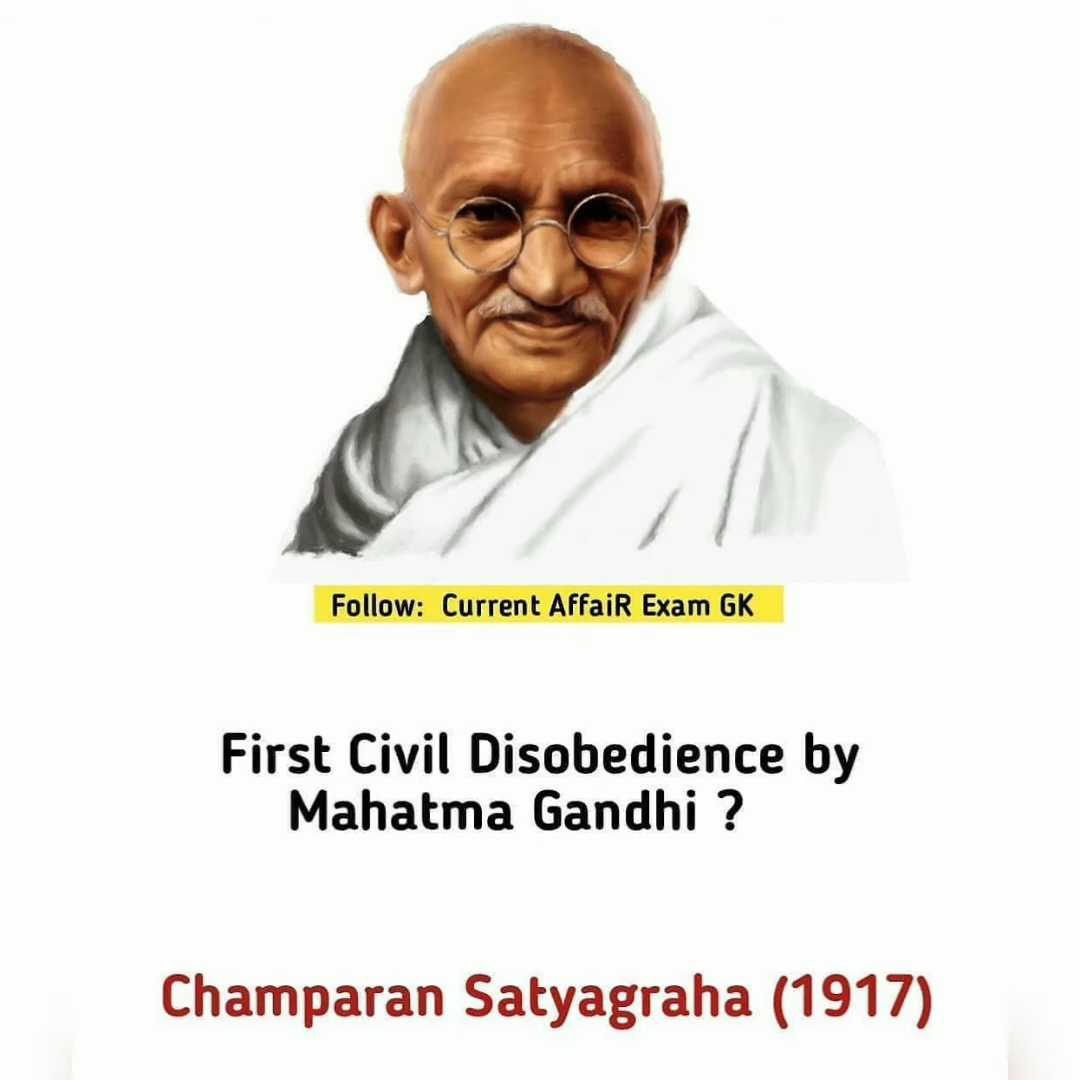 Follow: Current AffaiR Exam GK
First Civil Disobedience by
Mahatma Gandhi ?
Champaran Satyagraha (1917)